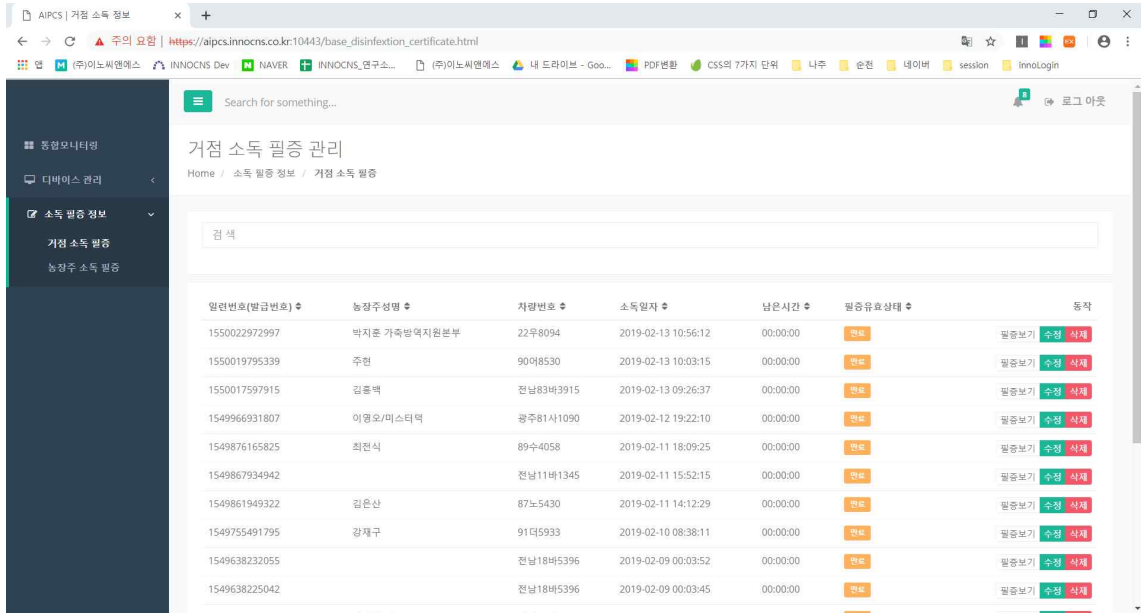 AIPCS | 거점 소독 정보
주의 요함 | https://aipcs.innocns.co.kr:10443/base_disinfextion_certificate.html
앱 (주)이노씨앤에스 INNOCNS Dev NAVER INNOCNS_연구소... (주)이노씨앤에스 내 드라이브 - Goo... PDF변환 CSS의 7가지 단위 나주 순천 네이버 session innoLogin
Search for something...
8 로그 아웃
통합모니터링
디바이스 관리
소독 필증 정보
거점 소독 필증
농장주 소독 필증
거점 소독 필증 관리
Home / 소독 필증 정보 / 거점 소독 필증
검 색
일련번호(발급번호) 농장주성명 차량번호 소독일자 남은시간 필증유효상태 동작
1550022972997 박지훈 가축방역지원본부 22우8094 2019-02-13 10:56:12 00:00:00 만료 필증보기 수정 삭제
1550019795339 주현 90어8530 2019-02-13 10:03:15 00:00:00 만료 필증보기 수정 삭제
1550017597915 김홍백 전남83바3915 2019-02-13 09:26:37 00:00:00 만료 필증보기 수정 삭제
1549966931807 이영오/미스터덕 광주81사1090 2019-02-12 19:22:10 00:00:00 만료 필증보기 수정 삭제
1549876165825 최전식 89수4058 2019-02-11 18:09:25 00:00:00 만료 필증보기 수정 삭제
1549867934942 전남11바1345 2019-02-11 15:52:15 00:00:00 만료 필증보기 수정 삭제
1549861949322 김은산 87노5430 2019-02-11 14:12:29 00:00:00 만료 필증보기 수정 삭제
1549755491795 강재구 91더5933 2019-02-10 08:38:11 00:00:00 만료 필증보기 수정 삭제
1549638232055 전남18바5396 2019-02-09 00:03:52 00:00:00 만료 필증보기 수정 삭제
1549638225042 전남18바5396 2019-02-09 00:03:45 00:00:00 만료 필증보기 수정 삭제